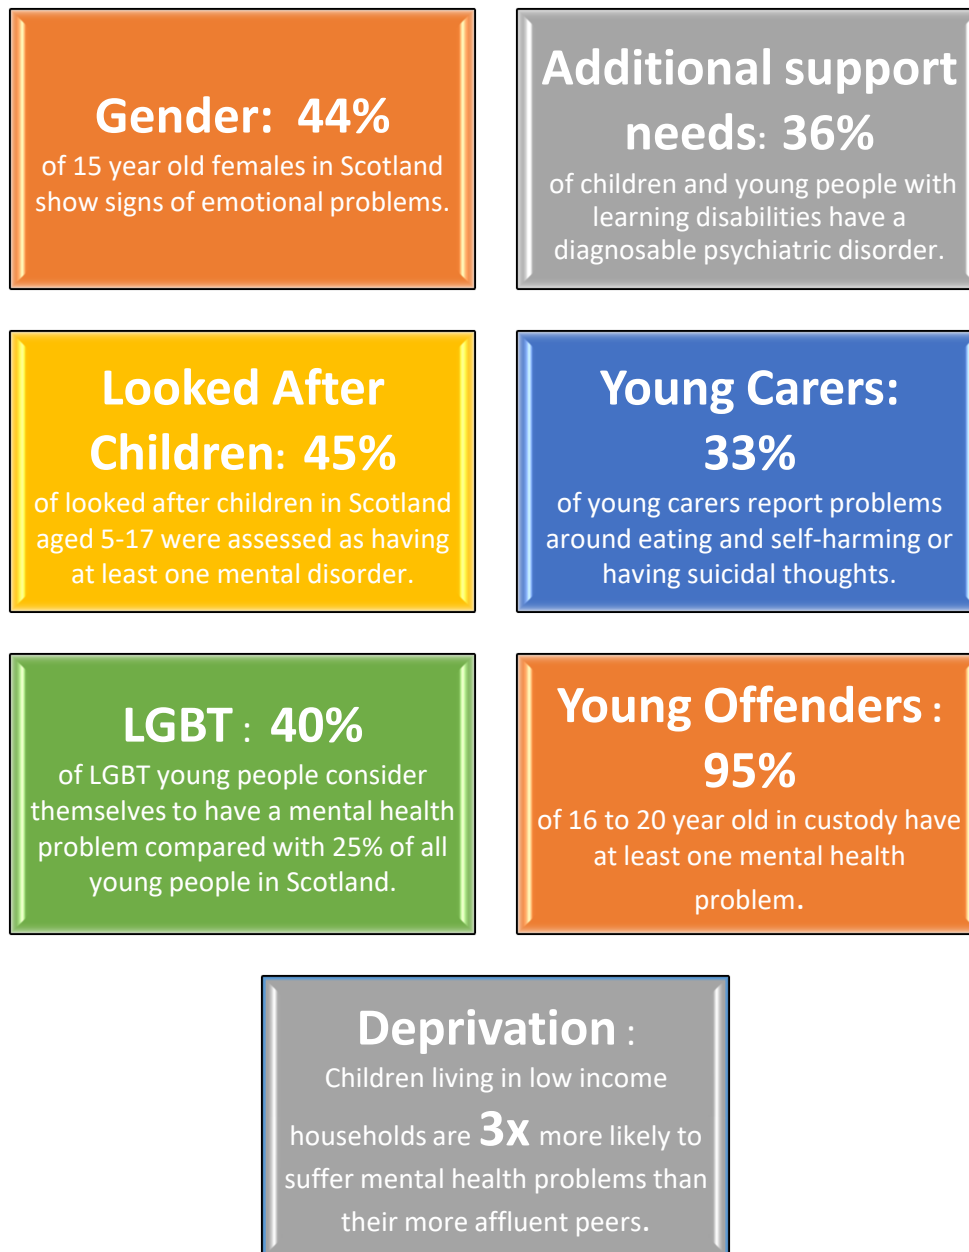 Gender: 44%
of 15 year old females in Scotland
show signs of emotional problems.
Additional support
needs: 36%
of children and young people with
learning disabilities have a
diagnosable psychiatric disorder.
Looked After
Children: 45%
of looked after children in Scotland
aged 5-17 were assessed as having
at least one mental disorder.
Young Carers:
33%
of young carers report problems
around eating and self-harming or
having suicidal thoughts.
LGBT : 40%
of LGBT young people consider
themselves to have a mental health
problem compared with 25% of all
young people in Scotland.
Young Offenders :
95%
of 16 to 20 year old in custody have
at least one mental health
problem.
Deprivation :
Children living in low income
households are 3x more likely to
suffer mental health problems than
their more affluent peers.